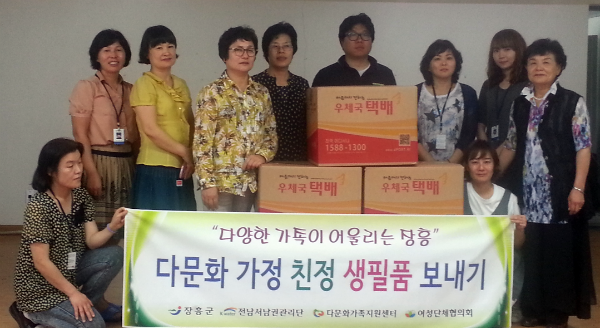 우체국 택배
1588-1300
우체국 택배
우체국 택배
"다양한 가족이 어울리는 장흥"
다문화 가정 친정 생필품 보내기
장흥군 전남서남권관리단 다문화가족지원센터 여성단체협의회